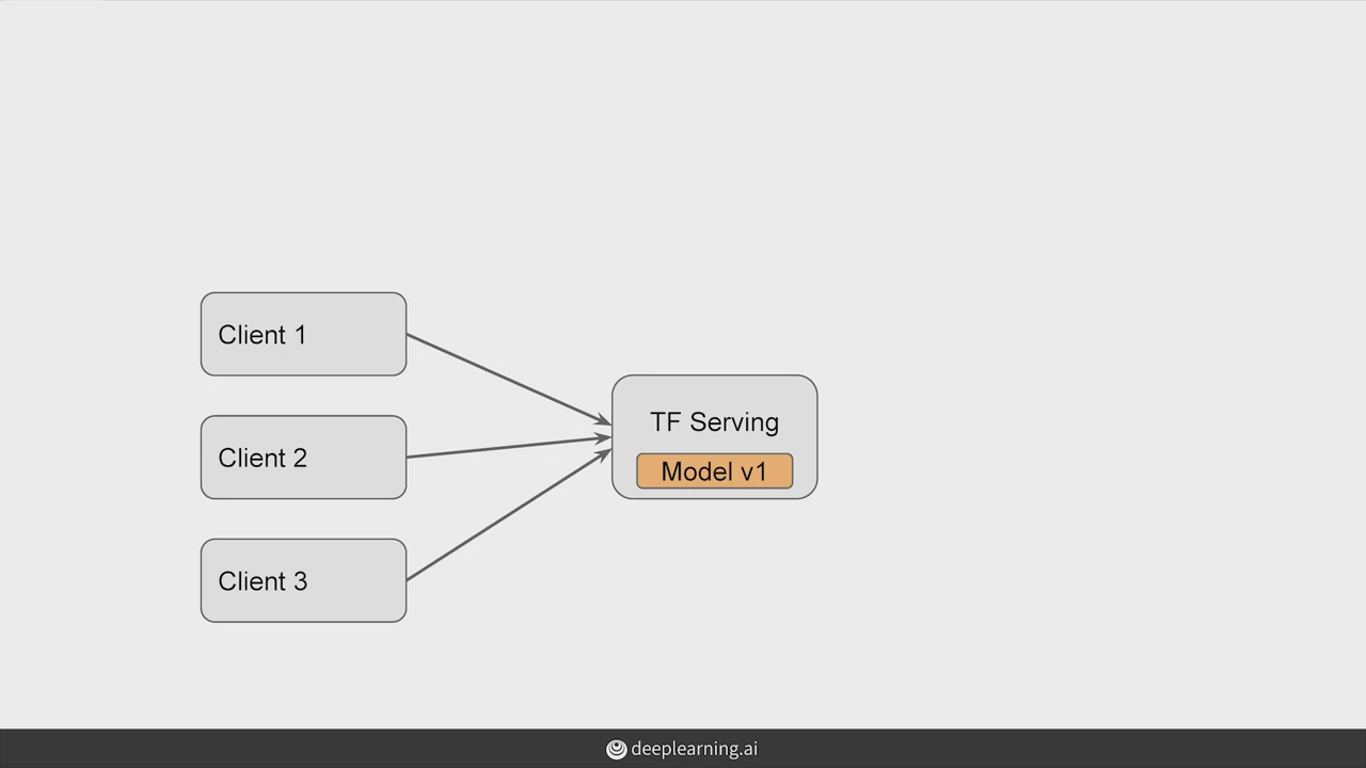 Client 1
Client 2
Client 3
TF Serving
Model v1
deeplearning.ai